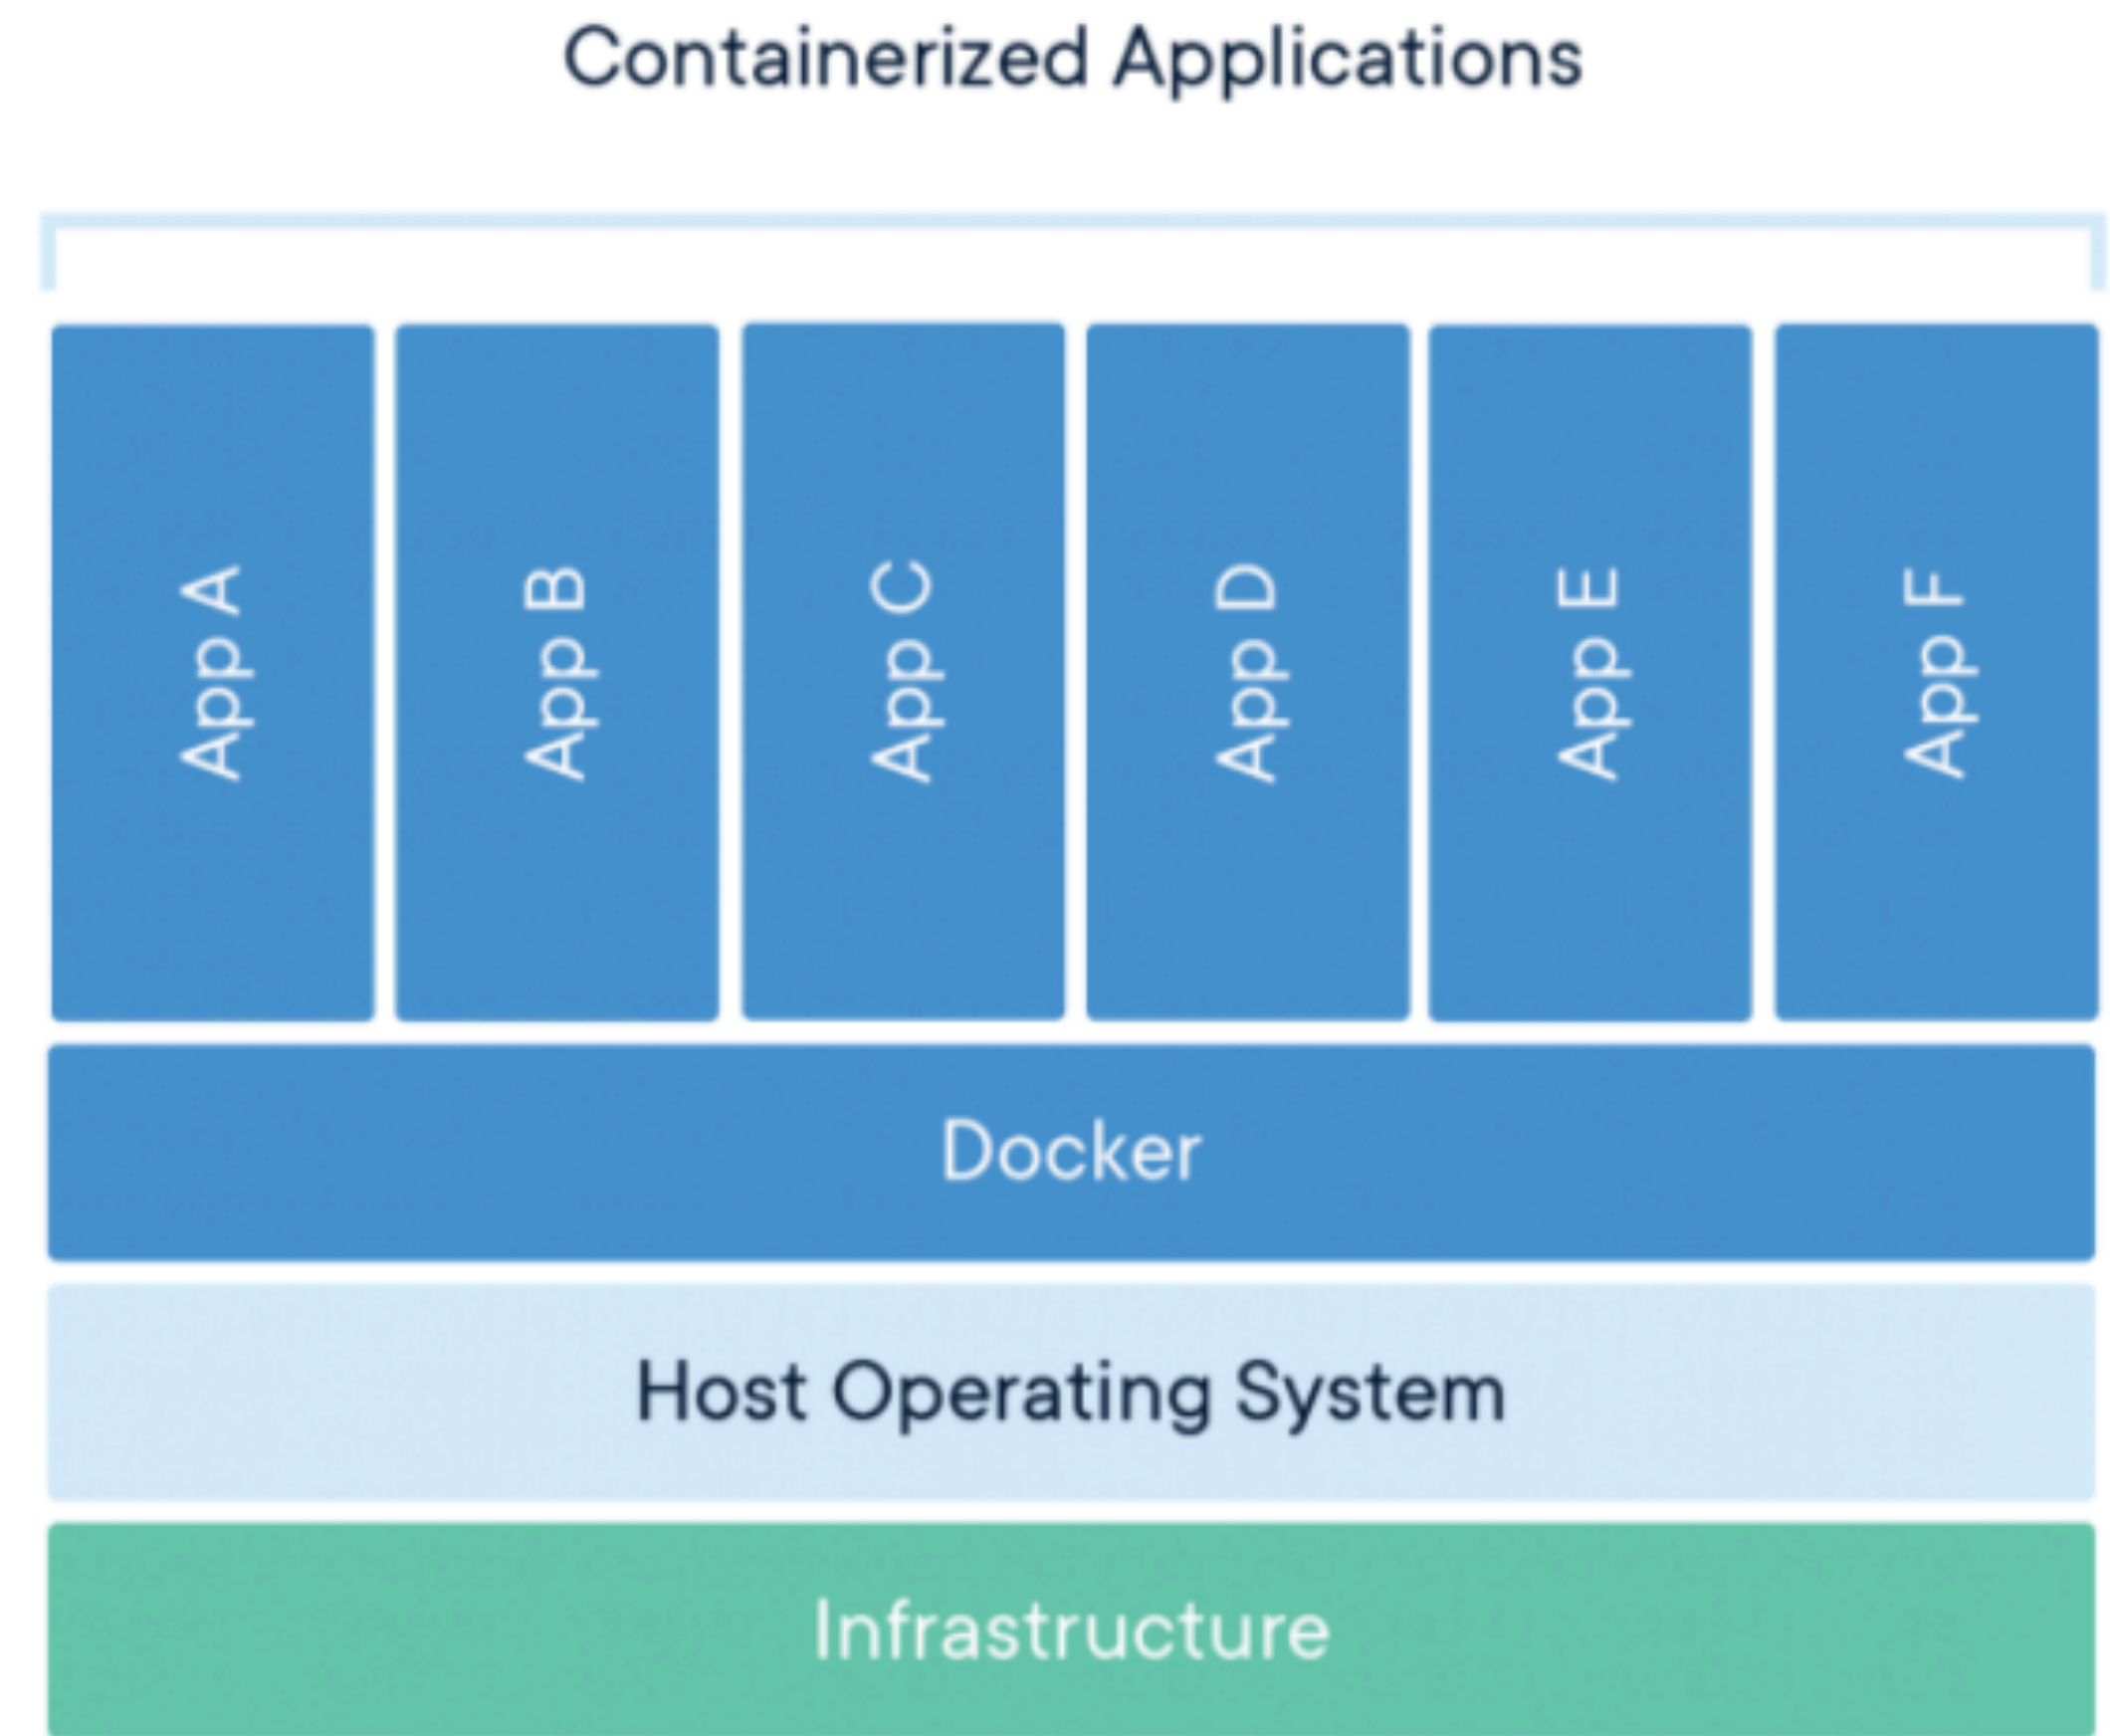 Containerized Applications
App A
App B
App C
App D
App E
App F
Docker
Host Operating System
Infrastructure